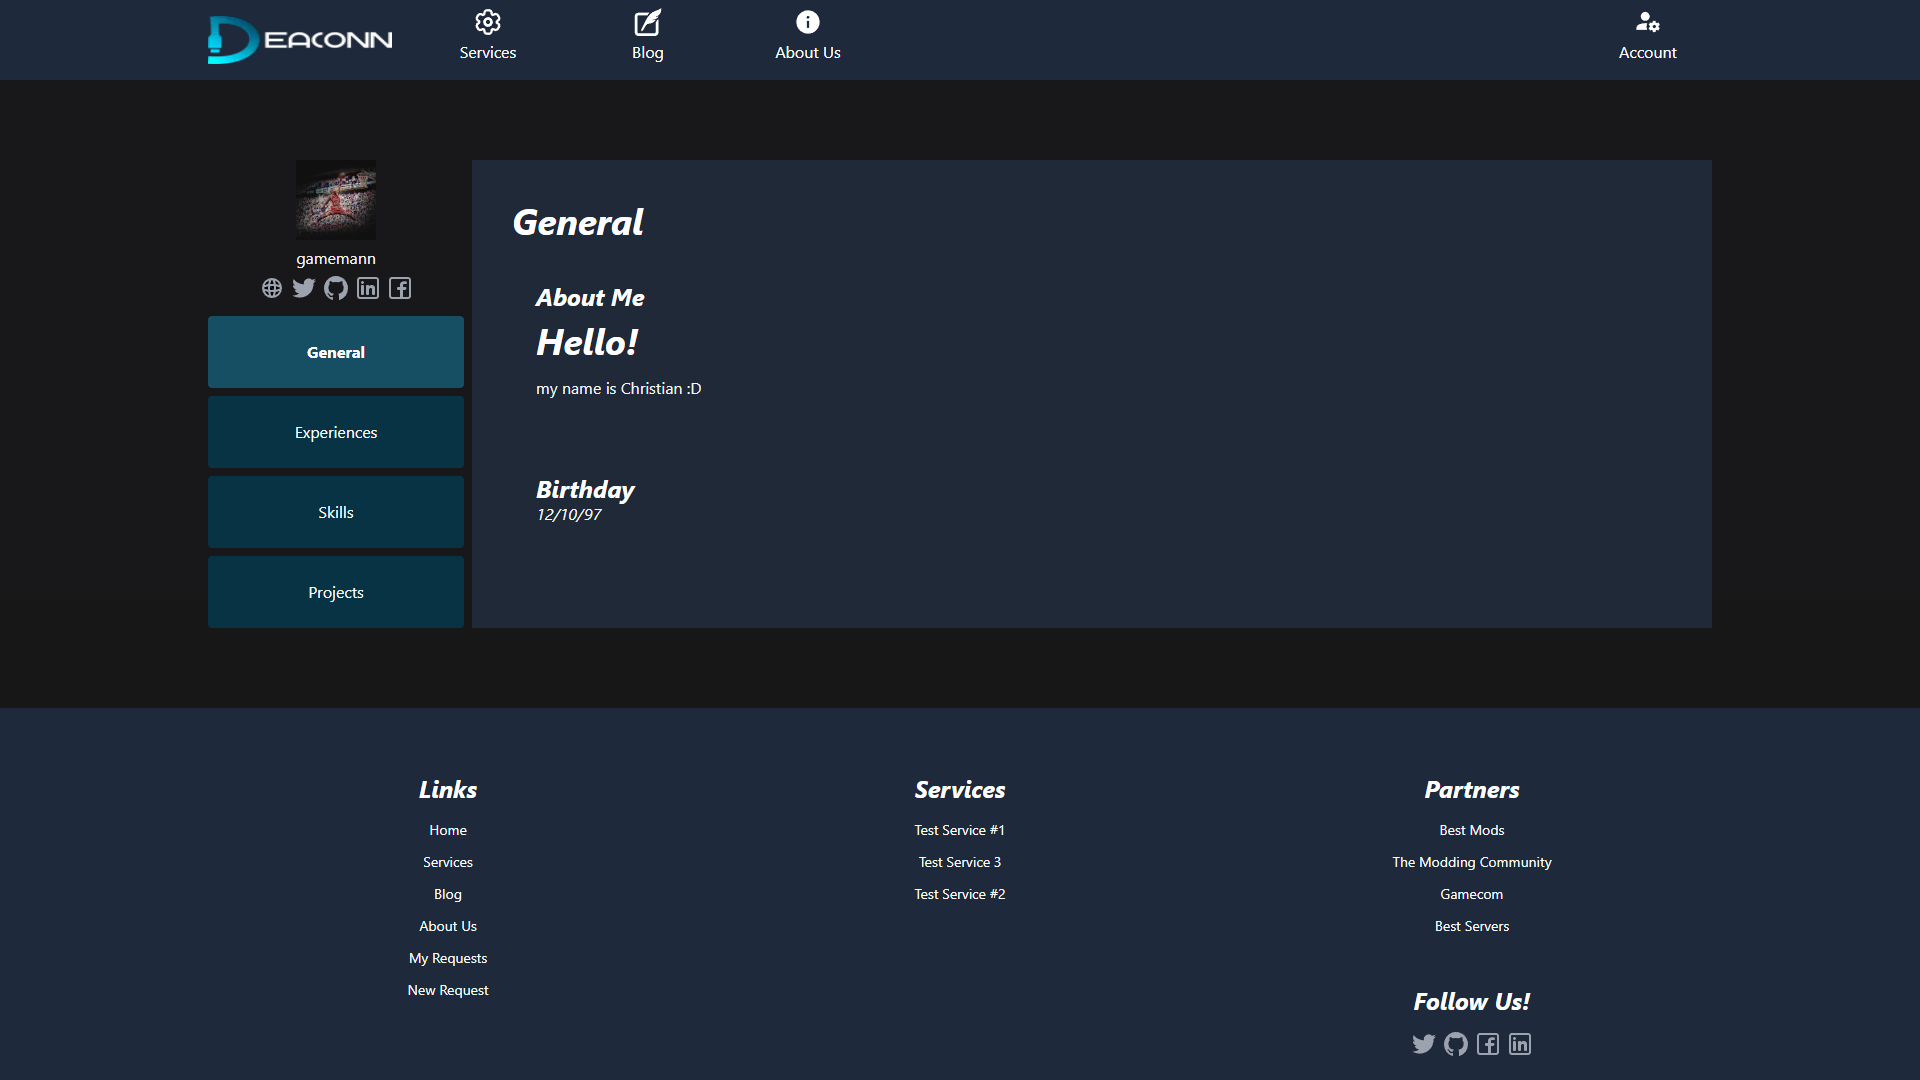 DEACONN
Services
Blog
About Us
Account
gamemann
General
Experiences
Skills
Projects
General
About Me
Hello!
my name is Christian :D
Birthday
12/10/97
Links
Home
Services
Blog
About Us
My Requests
New Request
Services
Test Service #1
Test Service 3
Test Service #2
Partners
Best Mods
The Modding Community
Gamecom
Best Servers
Follow Us!